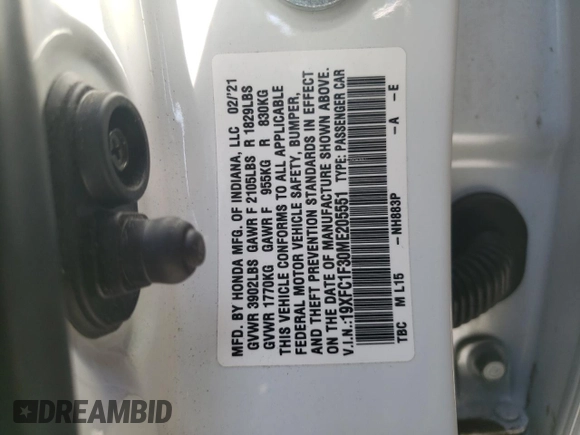 MFD. BY HONDA MFG. OF INDIANA, LLC 02/'21
GVWR 3902LBS GAWR F 2105LBS R 1829LBS
GVWR 1770KG GAWR F 955KG R 830KG
THIS VEHICLE CONFORMS TO ALL APPLICABLE
FEDERAL MOTOR VEHICLE SAFETY, BUMPER,
AND THEFT PREVENTION STANDARDS IN EFFECT
ON THE DATE OF MANUFACTURE SHOWN ABOVE.
V.I.N.:19XFC1F30ME205551 TYPE: PASSENGER CAR
TBC M L15 -NH883P -A -E
DREAMBID